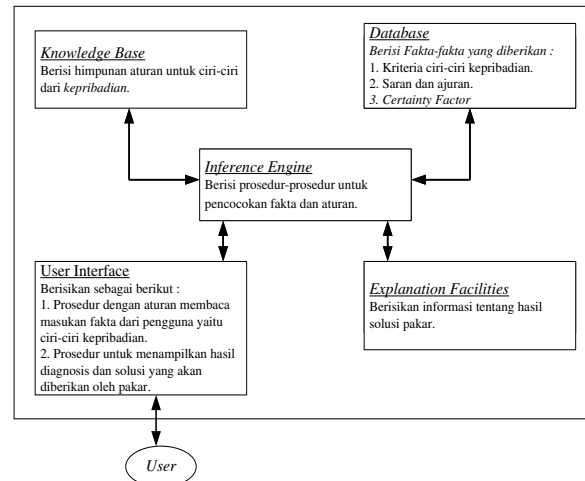 Knowledge Base
Berisi himpunan aturan untuk ciri-ciri
dari kepribadian.
Database
Berisi Fakta-fakta yang diberikan :
1. Kriteria ciri-ciri kepribadian.
2. Saran dan ajuran.
3. Certainty Factor
Inference Engine
Berisi prosedur-prosedur untuk
pencocokan fakta dan aturan.
User Interface
Berisikan sebagai berikut :
1. Prosedur dengan aturan membaca
masukan fakta dari pengguna yaitu
ciri-ciri kepribadian.
2. Prosedur untuk menampilkan hasil
diagnosis dan solusi yang akan
diberikan oleh pakar.
Explanation Facilities
Berisikan informasi tentang hasil
solusi pakar.
User